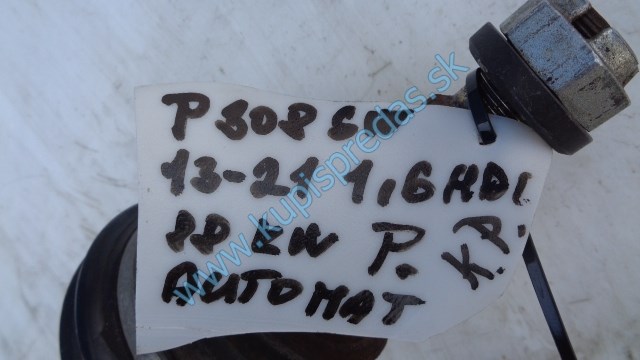 P 308 SW
13-21 1,6 HDI
88 KW P. K.P.
AUTOMAT
www.kupispredas.sk